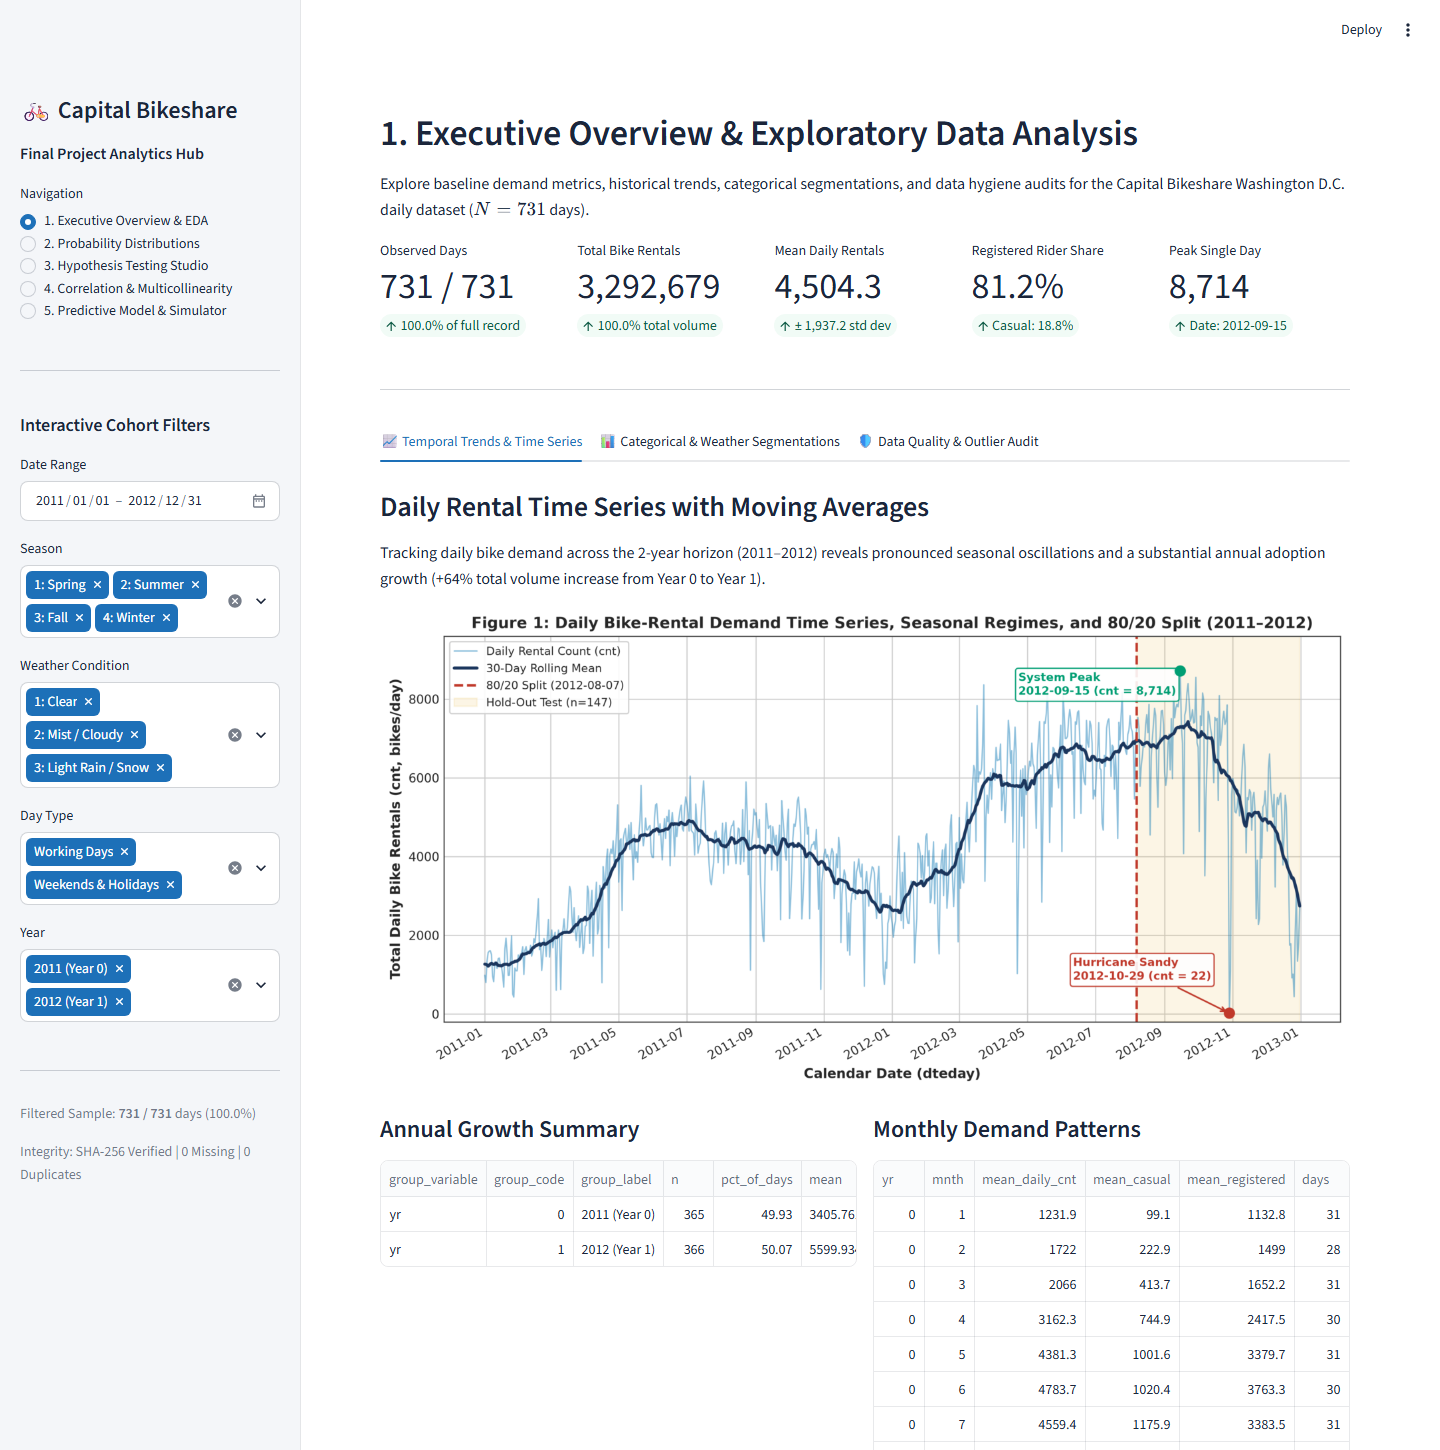 Deploy
Capital Bikeshare
Final Project Analytics Hub
Navigation
1. Executive Overview & EDA
2. Probability Distributions
3. Hypothesis Testing Studio
4. Correlation & Multicollinearity
5. Predictive Model & Simulator
Interactive Cohort Filters
Date Range
2011 / 01 / 01 – 2012 / 12 / 31
Season
1: Spring × 2: Summer ×
3: Fall × 4: Winter ×
Weather Condition
1: Clear ×
2: Mist / Cloudy ×
3: Light Rain / Snow ×
Day Type
Working Days ×
Weekends & Holidays ×
Year
2011 (Year 0) ×
2012 (Year 1) ×
Filtered Sample: 731 / 731 days (100.0%)
Integrity: SHA-256 Verified | 0 Missing | 0
Duplicates
1. Executive Overview & Exploratory Data Analysis
Explore baseline demand metrics, historical trends, categorical segmentations, and data hygiene audits for the Capital Bikeshare Washington D.C.
daily dataset (N = 731 days).
Observed Days
731 / 731
↑ 100.0% of full record
Total Bike Rentals
3,292,679
↑ 100.0% total volume
Mean Daily Rentals
4,504.3
↑ ± 1,937.2 std dev
Registered Rider Share
81.2%
↑ Casual: 18.8%
Peak Single Day
8,714
↑ Date: 2012-09-15
Temporal Trends & Time Series
Categorical & Weather Segmentations
Data Quality & Outlier Audit
Daily Rental Time Series with Moving Averages
Tracking daily bike demand across the 2-year horizon (2011–2012) reveals pronounced seasonal oscillations and a substantial annual adoption
growth (+64% total volume increase from Year 0 to Year 1).
Figure 1: Daily Bike-Rental Demand Time Series, Seasonal Regimes, and 80/20 Split (2011–2012)
Daily Rental Count (cnt)
30-Day Rolling Mean
80/20 Split (2012-08-07)
Hold-Out Test (n=147)
System Peak
2012-09-15 (cnt = 8,714)
Hurricane Sandy
2012-10-29 (cnt = 22)
Total Daily Bike Rentals (cnt, bikes/day)
8000
6000
4000
2000
0
2011-01
2011-03
2011-05
2011-07
2011-09
2011-11
2012-01
2012-03
2012-05
2012-07
2012-09
2012-11
2013-01
Calendar Date (dteday)
Annual Growth Summary
group_variable group_code group_label n pct_of_days mean
yr 0 2011 (Year 0) 365 49.93 3405.76
yr 1 2012 (Year 1) 366 50.07 5599.93
Monthly Demand Patterns
yr mnth mean_daily_cnt mean_casual mean_registered days
0 1 1231.9 99.1 1132.8 31
0 2 1722 222.9 1499 28
0 3 2066 413.7 1652.2 31
0 4 3162.3 744.9 2417.5 30
0 5 4381.3 1001.6 3379.7 31
0 6 4783.7 1020.4 3763.3 30
0 7 4559.4 1175.9 3383.5 31